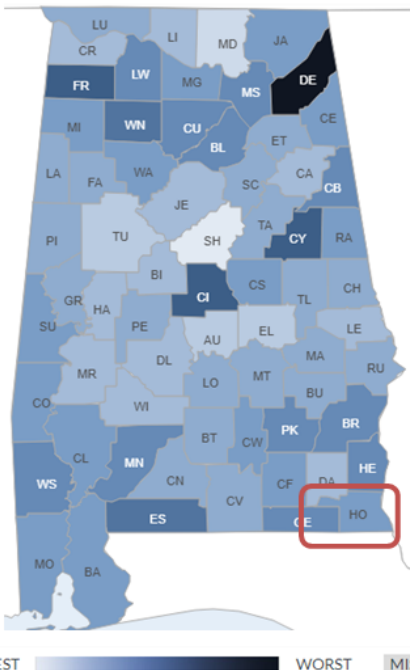 LU LI MD JA
CR
FR LW MG MS DE
MI WN CU BL CE
ET
LA FA WA SC CA CB
JE
PI TU SH TA CY RA
BI
SU GR HA CI CS TL CH
PE AU EL LE
MR DL MA RU
CO WI LO MT BU
BT CW PK BR
WS CL MN HE
CN CV CF DA
ES GE HO
MO BA
EST WORST MI